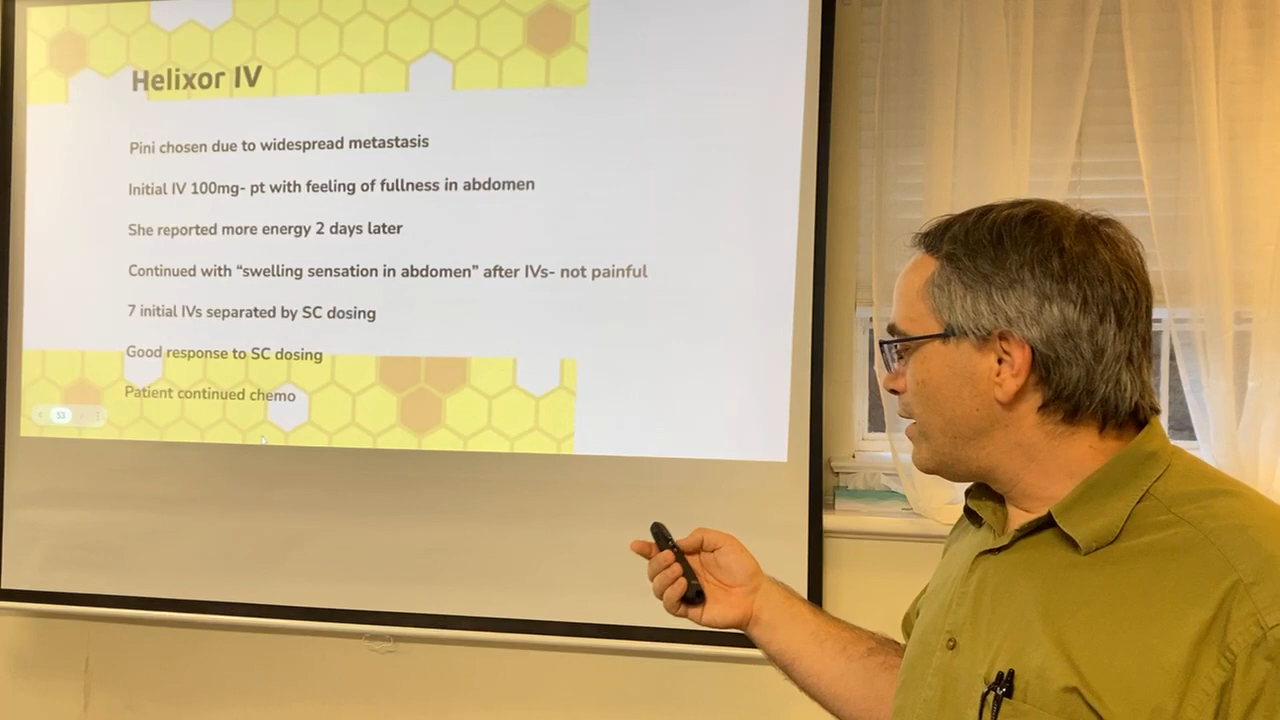 Helixor IV
Pini chosen due to widespread metastasis
Initial IV 100mg- pt with feeling of fullness in abdomen
She reported more energy 2 days later
Continued with “swelling sensation in abdomen” after IVs- not painful
7 initial IVs separated by SC dosing
Good response to SC dosing
Patient continued chemo
53